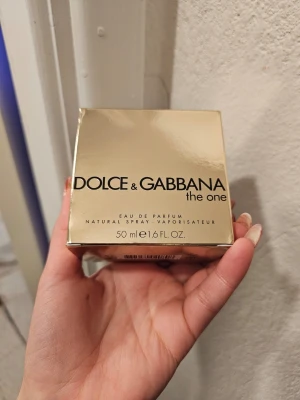 DOLCE & GABBANA
the one
EAU DE PARFUM
NATURAL SPRAY - VAPORISATEUR
50 ml ℮ 1,6 FL. OZ.